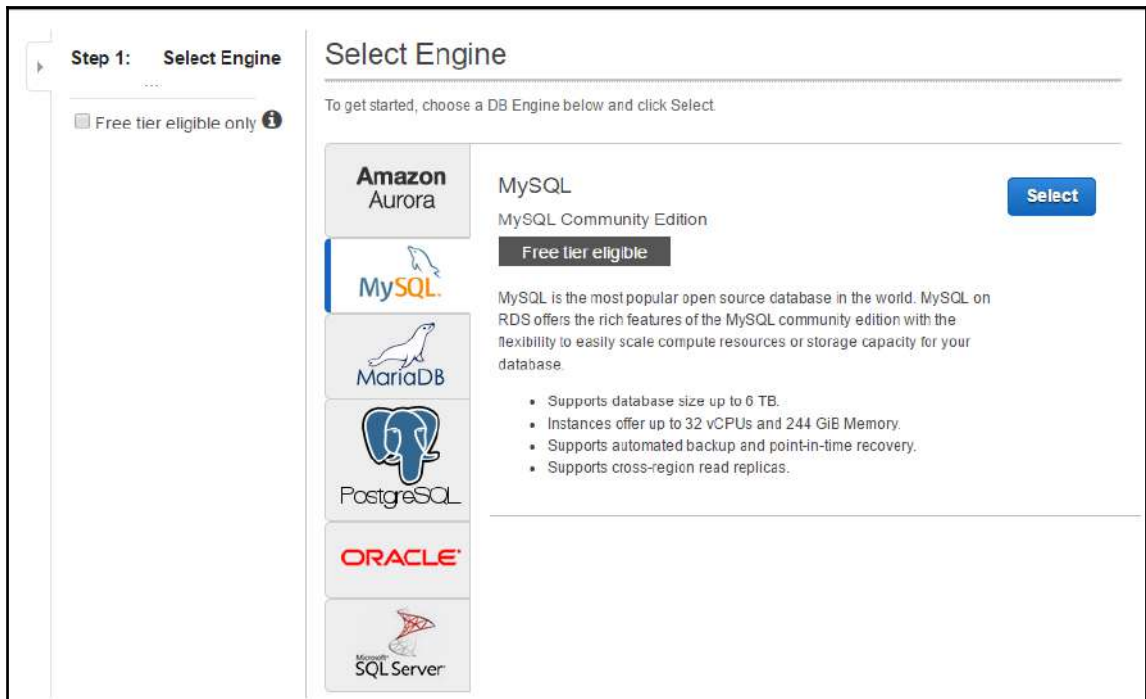 Step 1: Select Engine
...
Free tier eligible only
Select Engine
To get started, choose a DB Engine below and click Select.
Amazon
Aurora
MySQL.
MariaDB
PostgreSQL
ORACLE
Microsoft
SQL Server
MySQL
Select
MySQL Community Edition
Free tier eligible
MySQL is the most popular open source database in the world. MySQL on
RDS offers the rich features of the MySQL community edition with the
flexibility to easily scale compute resources or storage capacity for your
database.
• Supports database size up to 6 TB.
• Instances offer up to 32 vCPUs and 244 GiB Memory.
• Supports automated backup and point-in-time recovery.
• Supports cross-region read replicas.